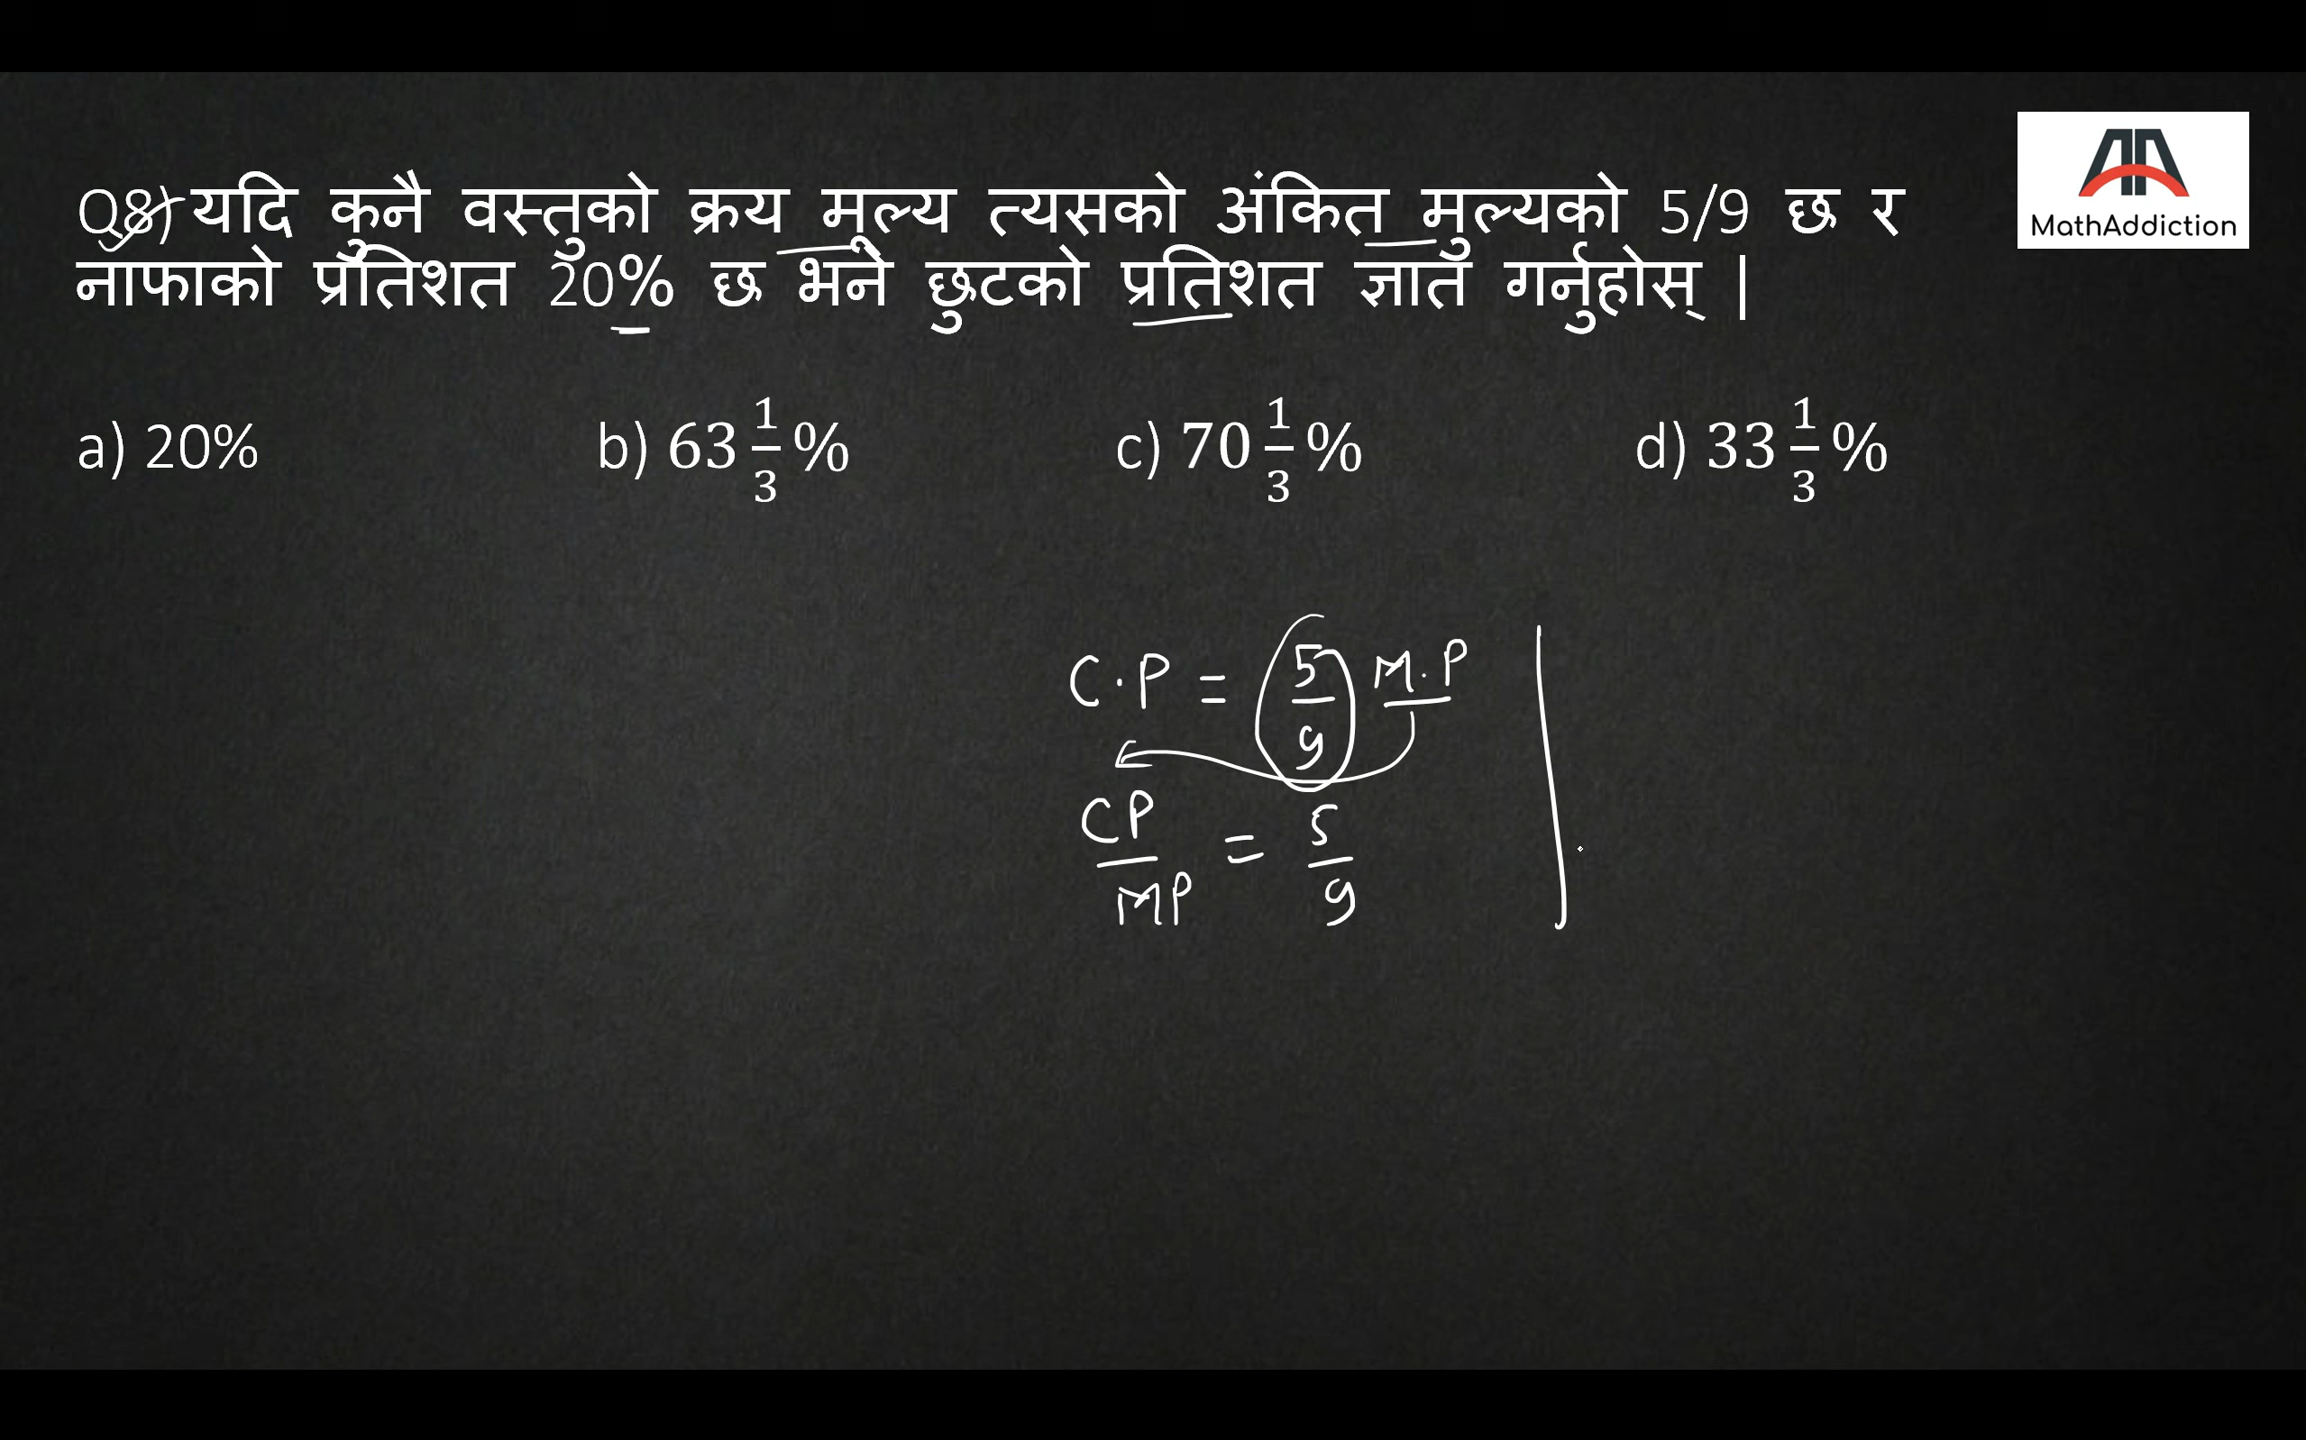 Q8) यदि कुनै वस्तुको क्रय मूल्य त्यसको अंकित मुल्यको 5/9 छ र
नाफाको प्रतिशत 20% छ भने छुटको प्रतिशत ज्ञात गर्नुहोस् |
MathAddiction
a) 20% b) 63 1/3 % c) 70 1/3 % d) 33 1/3 %
C.P = 5/9 M.P
CP/MP = 5/9